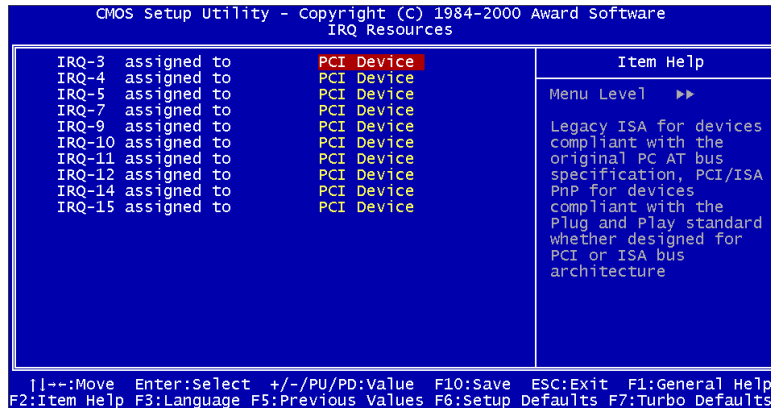 CMOS Setup Utility - Copyright (C) 1984-2000 Award Software
IRQ Resources
IRQ-3 assigned to PCI Device
IRQ-4 assigned to PCI Device
IRQ-5 assigned to PCI Device
IRQ-7 assigned to PCI Device
IRQ-9 assigned to PCI Device
IRQ-10 assigned to PCI Device
IRQ-11 assigned to PCI Device
IRQ-12 assigned to PCI Device
IRQ-14 assigned to PCI Device
IRQ-15 assigned to PCI Device
Item Help
Menu Level ▸▸
Legacy ISA for devices
compliant with the
original PC AT bus
specification, PCI/ISA
PnP for devices
compliant with the
Plug and Play standard
whether designed for
PCI or ISA bus
architecture
↑↓→←:Move Enter:Select +/-/PU/PD:Value F10:Save ESC:Exit F1:General Help
F2:Item Help F3:Language F5:Previous Values F6:Setup Defaults F7:Turbo Defaults